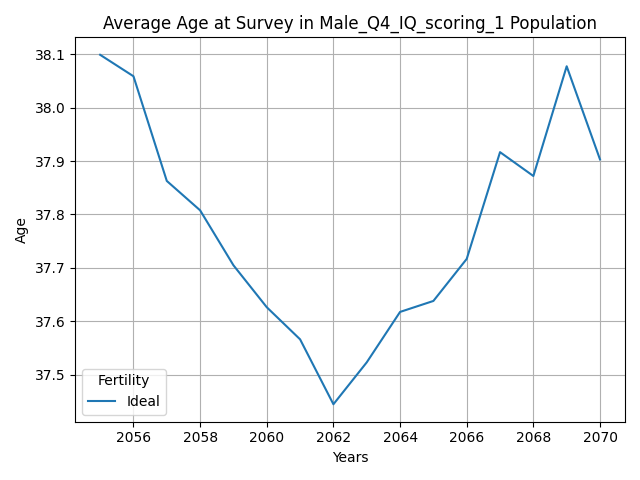 Average Age at Survey in Male_Q4_IQ_scoring_1 Population
38.1
38.0
37.9
37.8
37.7
37.6
37.5
Age
Fertility
Ideal
2056 2058 2060 2062 2064 2066 2068 2070
Years